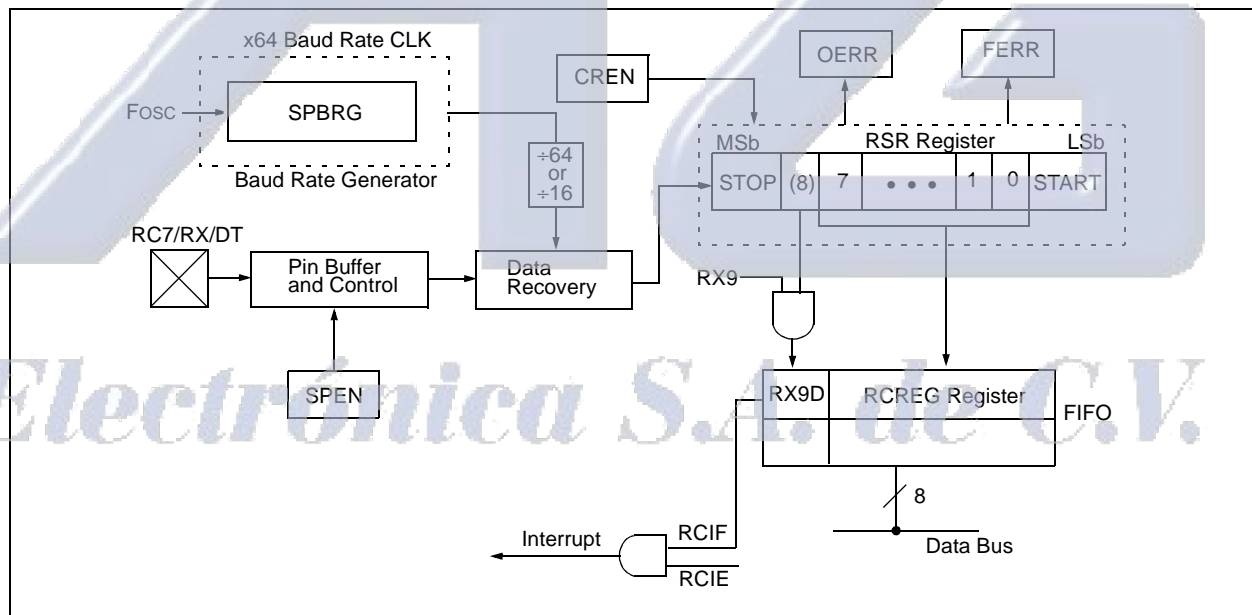 x64 Baud Rate CLK
FOSC
SPBRG
Baud Rate Generator
CREN
OERR
FERR
÷64
or
÷16
MSb
RSR Register
LSb
STOP
(8)
7
• • •
1
0
START
RC7/RX/DT
Pin Buffer
and Control
Data
Recovery
RX9
SPEN
RX9D
RCREG Register
FIFO
Electrónica S.A. de C.V.
8
Data Bus
Interrupt
RCIF
RCIE